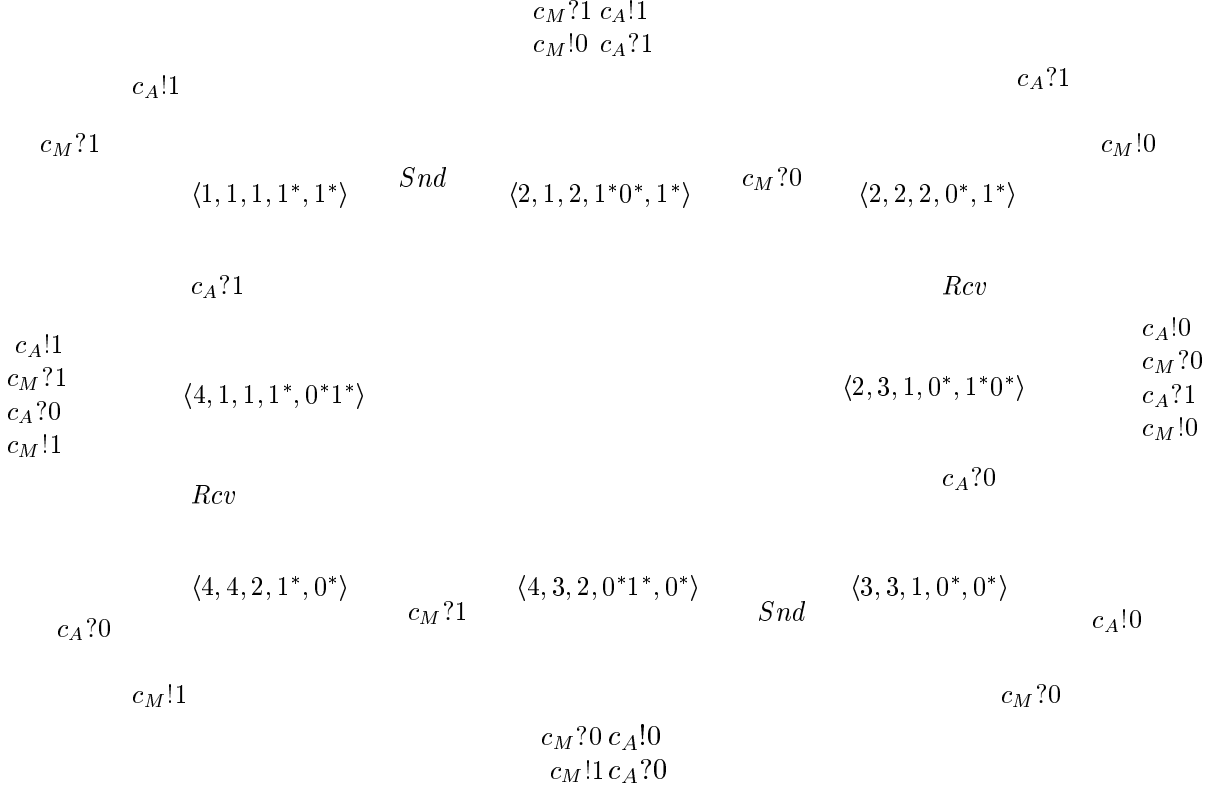 c_M?1 c_A!1
c_M!0 c_A?1
c_A!1 c_A?1
c_M?1 c_M!0
⟨1, 1, 1, 1*, 1*⟩ Snd ⟨2, 1, 2, 1*0*, 1*⟩ c_M?0 ⟨2, 2, 2, 0*, 1*⟩
c_A?1 Rcv
c_A!1 c_A!0
c_M?1 c_M?0
⟨4, 1, 1, 1*, 0*1*⟩ ⟨2, 3, 1, 0*, 1*0*⟩
c_A?0 c_A?1
c_M!1 c_M!0
c_A?0
Rcv
⟨4, 4, 2, 1*, 0*⟩ c_M?1 ⟨4, 3, 2, 0*1*, 0*⟩ Snd ⟨3, 3, 1, 0*, 0*⟩
c_A?0 c_A!0
c_M!1 c_M?0
c_M?0 c_A!0
c_M!1 c_A?0